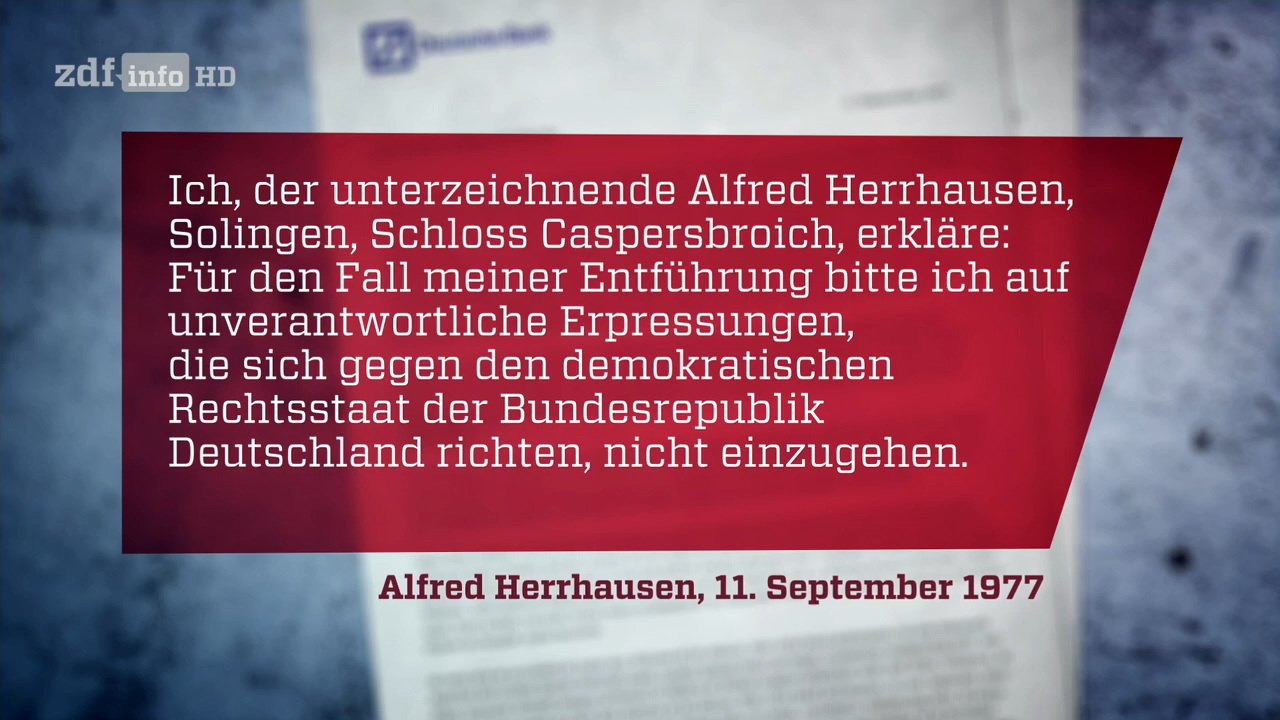 zdf info HD
Deutsche Bank
Ich, der unterzeichnende Alfred Herrhausen,
Solingen, Schloss Caspersbroich, erkläre:
Für den Fall meiner Entführung bitte ich auf
unverantwortliche Erpressungen,
die sich gegen den demokratischen
Rechtsstaat der Bundesrepublik
Deutschland richten, nicht einzugehen.
Alfred Herrhausen, 11. September 1977